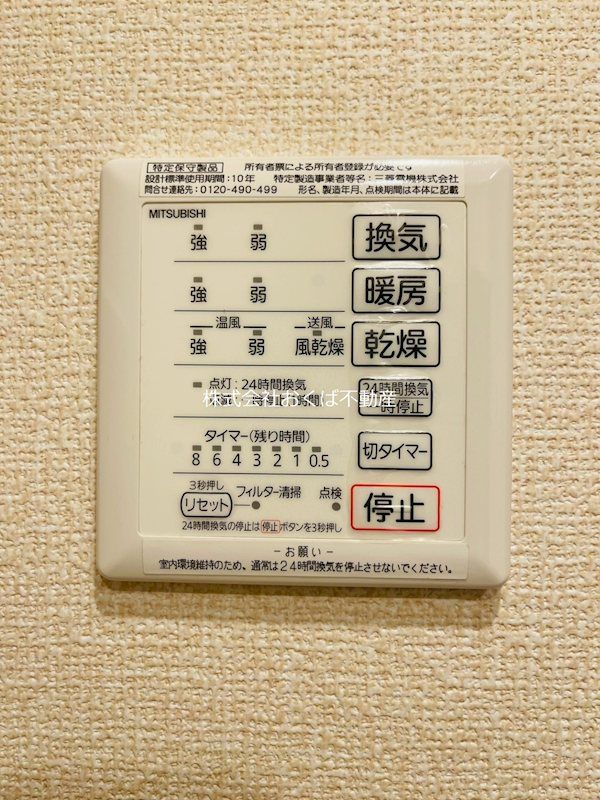 特定保守製品 所有者票による所有者登録が必要です
設計標準使用期間:10年 特定製造事業者等名:三菱電機株式会社
問合せ連絡先:0120-490-499 形名、製造年月、点検期間は本体に記載
MITSUBISHI
強 弱 換気
強 弱 暖房
温風 送風
強 弱 風乾燥 乾燥
点灯:24時間換気
24時間換気
一時停止
株式会社おくば不動産
タイマー(残り時間)
8 6 4 3 2 1 0.5 切タイマー
3秒押し
リセット フィルター清掃 点検 停止
24時間換気の停止は停止ボタンを3秒押し
-お願い-
室内環境維持のため、通常は24時間換気を停止させないでください。